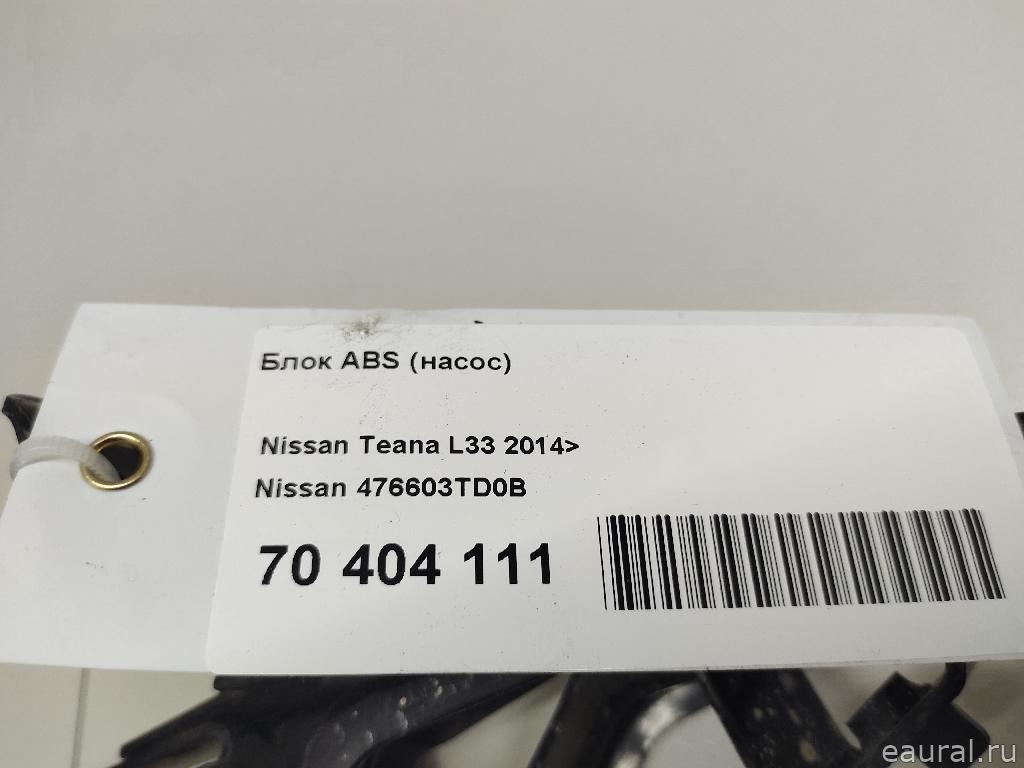 Блок ABS (насос)
Nissan Teana L33 2014>
Nissan 476603TD0B
70 404 111
eaural.ru